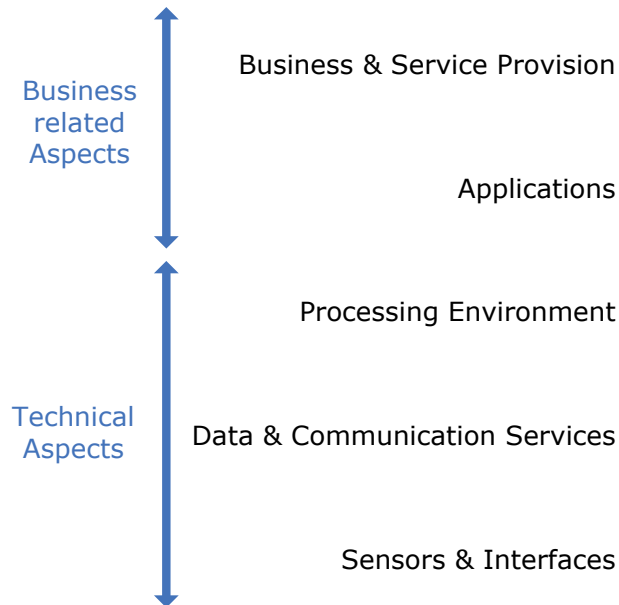 Business & Service Provision
Business
related
Aspects
Applications
Processing Environment
Technical
Aspects
Data & Communication Services
Sensors & Interfaces